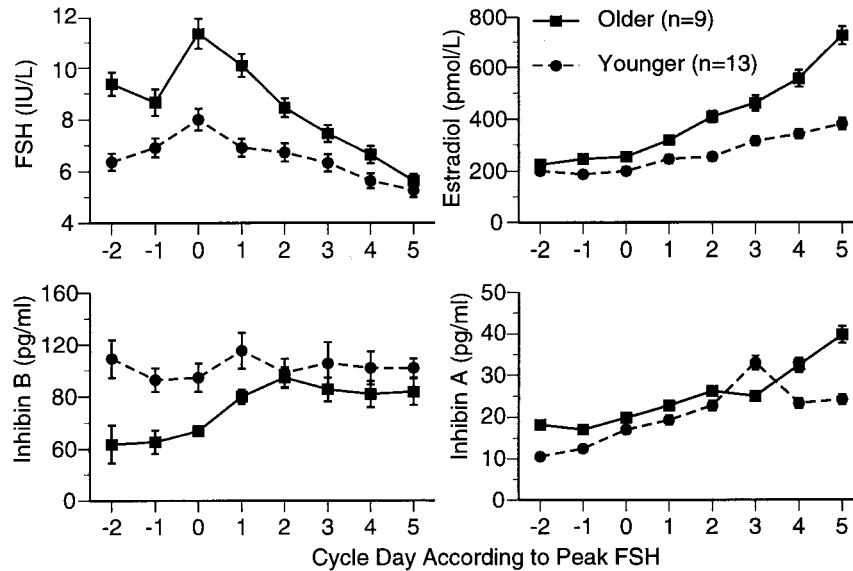 FSH (IU/L)
12
10
8
6
4
-2 -1 0 1 2 3 4 5
Estradiol (pmol/L)
800
600
400
200
0
-2 -1 0 1 2 3 4 5
Older (n=9)
Younger (n=13)
Inhibin B (pg/ml)
160
120
80
60
0
-2 -1 0 1 2 3 4 5
Inhibin A (pg/ml)
50
40
30
20
10
0
-2 -1 0 1 2 3 4 5
Cycle Day According to Peak FSH